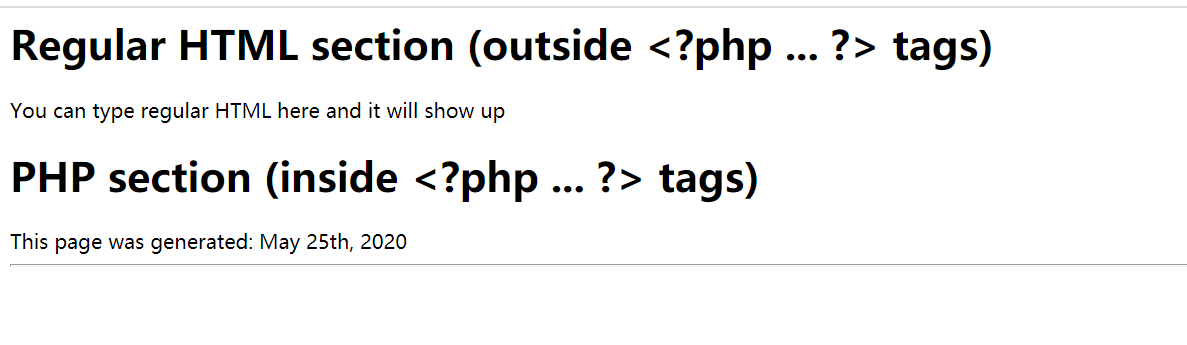 Regular HTML section (outside <?php ... ?> tags)
You can type regular HTML here and it will show up
PHP section (inside <?php ... ?> tags)
This page was generated: May 25th, 2020